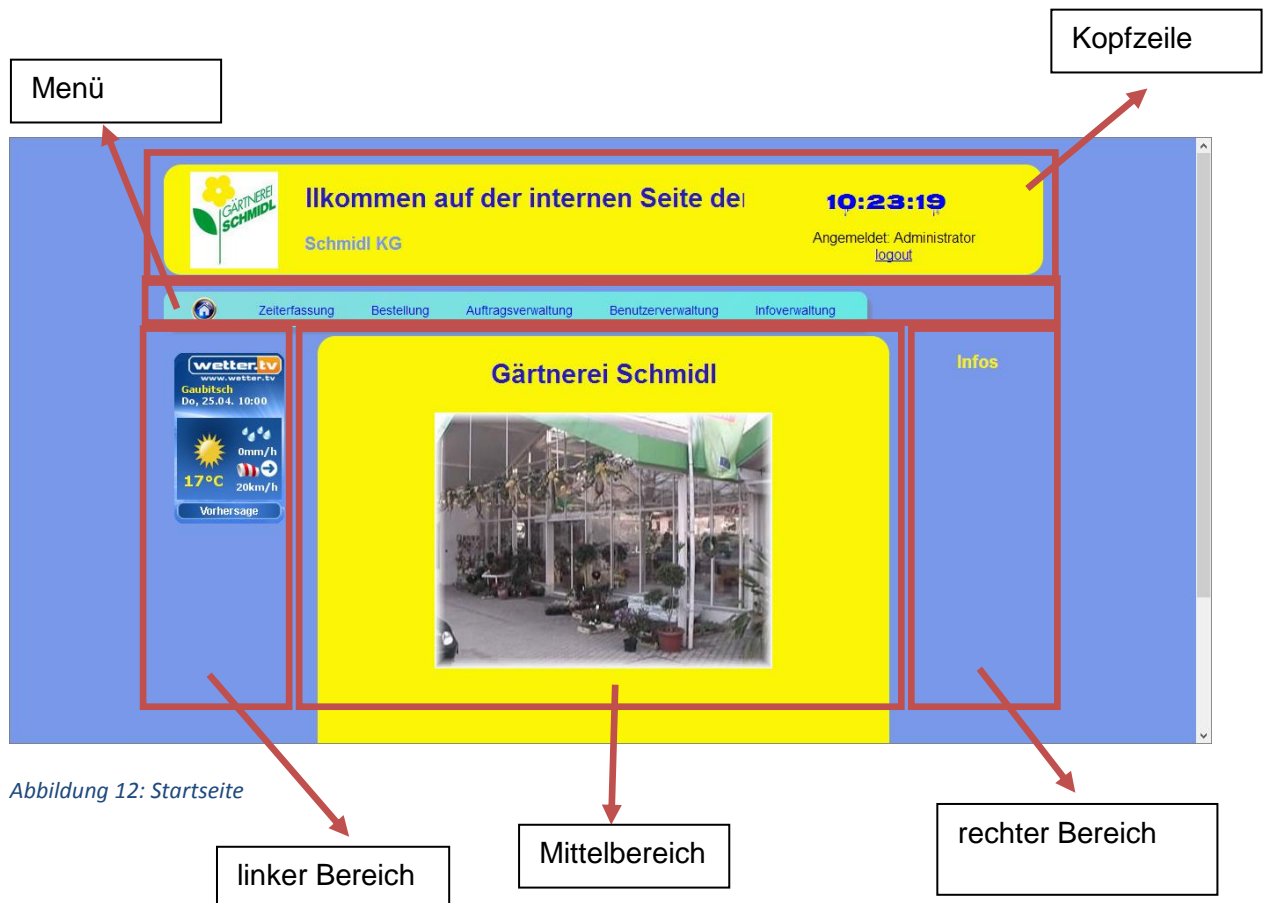 Kopfzeile
Menü
GÄRTNEREI
SCHMIDL
llkommen auf der internen Seite der
Schmidl KG
10:23:19
Angemeldet: Administrator
logout
Zeiterfassung Bestellung Auftragsverwaltung Benutzerverwaltung Infoverwaltung
wetter.tv
www.wetter.tv
Gaubitsch
Do, 25.04. 10:00
0mm/h
17°C
20km/h
Vorhersage
Gärtnerei Schmidl
Infos
Abbildung 12: Startseite
linker Bereich
Mittelbereich
rechter Bereich